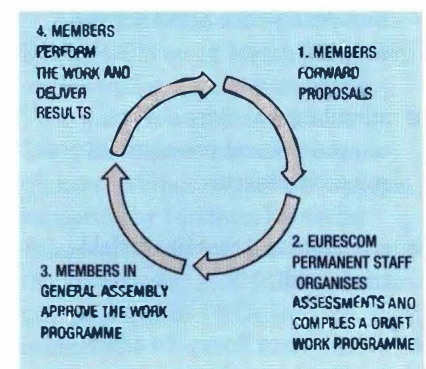 4. MEMBERS
PERFORM
THE WORK AND
DELIVER
RESULTS
1. MEMBERS
FORWARD
PROPOSALS
2. EURESCOM
PERMANENT STAFF
ORGANISES
ASSESSMENTS AND
COMPILES A DRAFT
WORK PROGRAMME
3. MEMBERS IN
GENERAL ASSEMBLY
APPROVE THE WORK
PROGRAMME